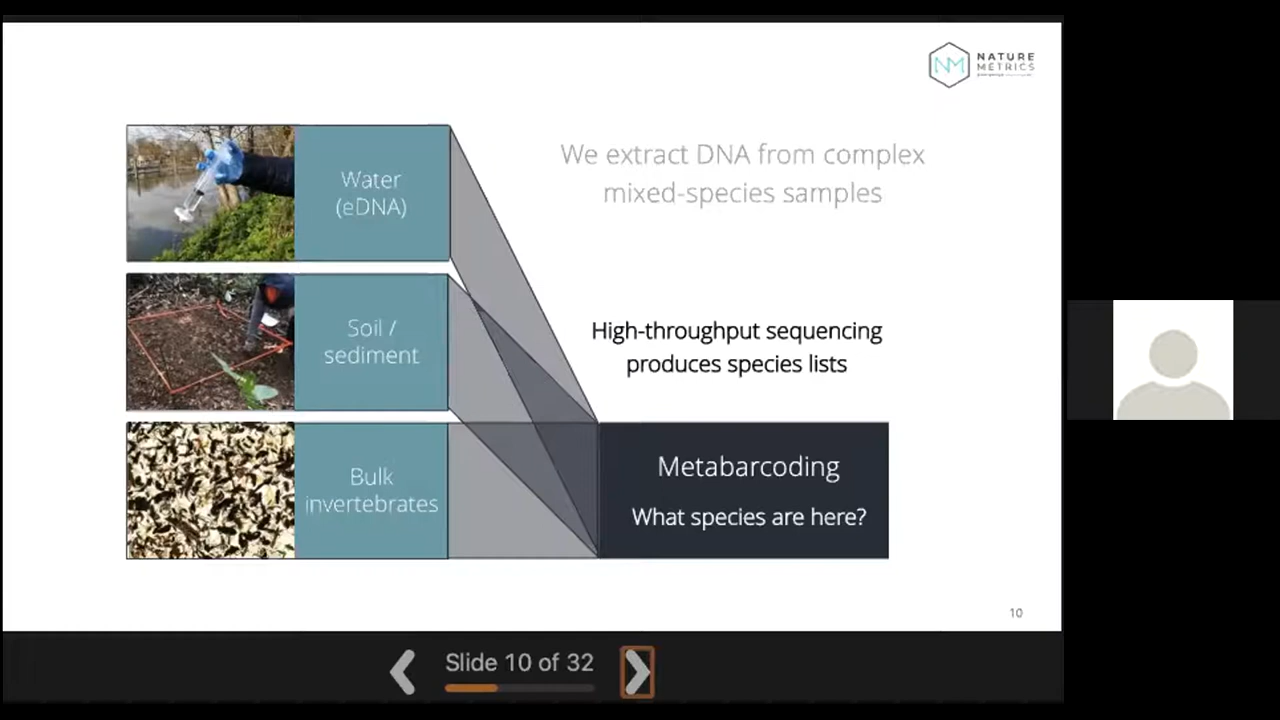 NATURE
METRICS
Water
(eDNA)
We extract DNA from complex
mixed-species samples
Soil /
sediment
High-throughput sequencing
produces species lists
Bulk
invertebrates
Metabarcoding
What species are here?
10
Slide 10 of 32